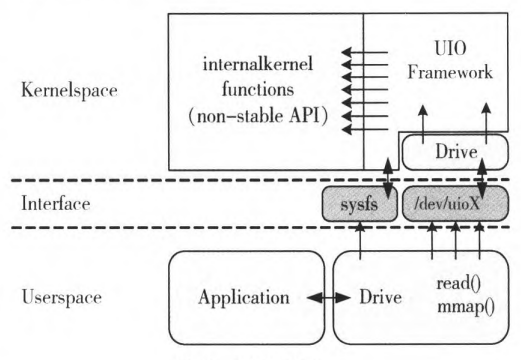 Kernelspace
internalkernel
functions
(non-stable API)
UIO
Framework
Drive
Interface
sysfs
/dev/uioX
Userspace
Application
Drive
read()
mmap()